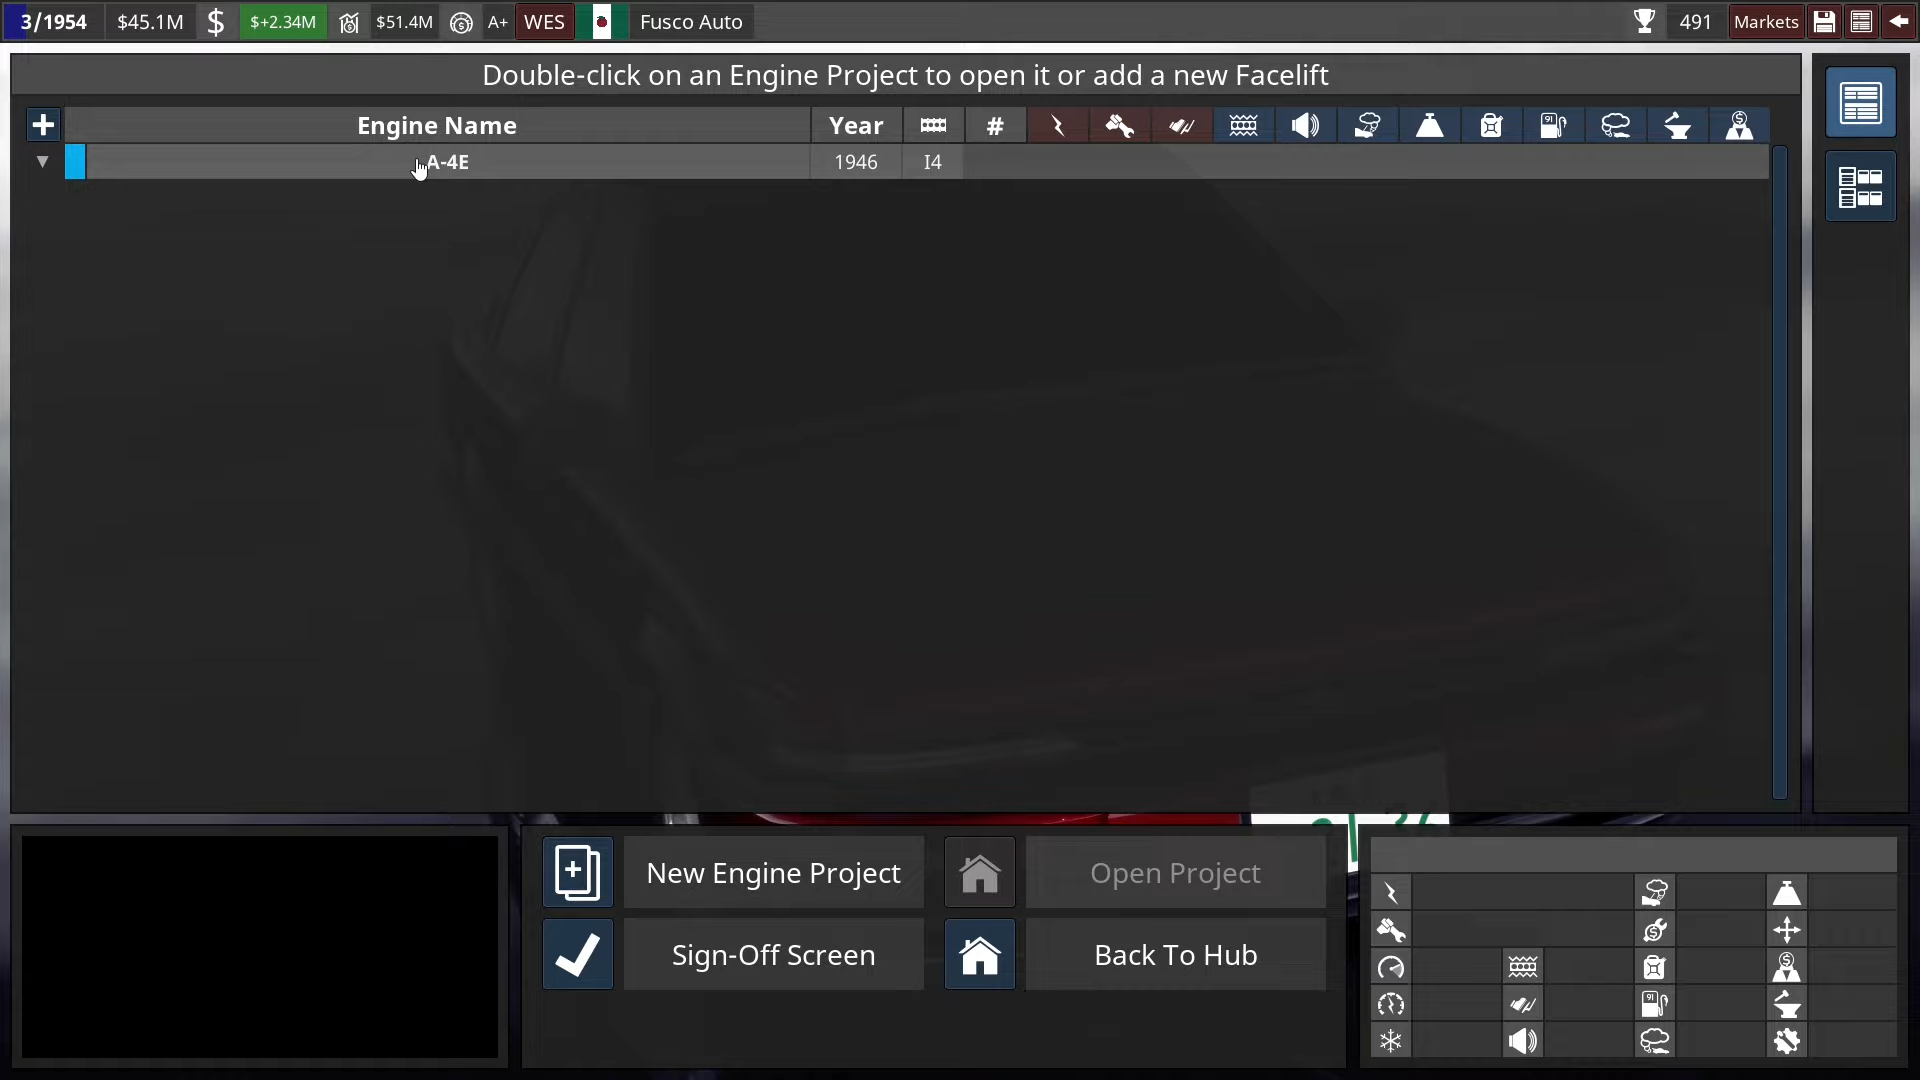 3/1954 $45.1M $ $+2.34M $51.4M A+ WES Fusco Auto 491 Markets
Double-click on an Engine Project to open it or add a new Facelift
Engine Name Year #
A-4E 1946 I4
New Engine Project Open Project
Sign-Off Screen Back To Hub